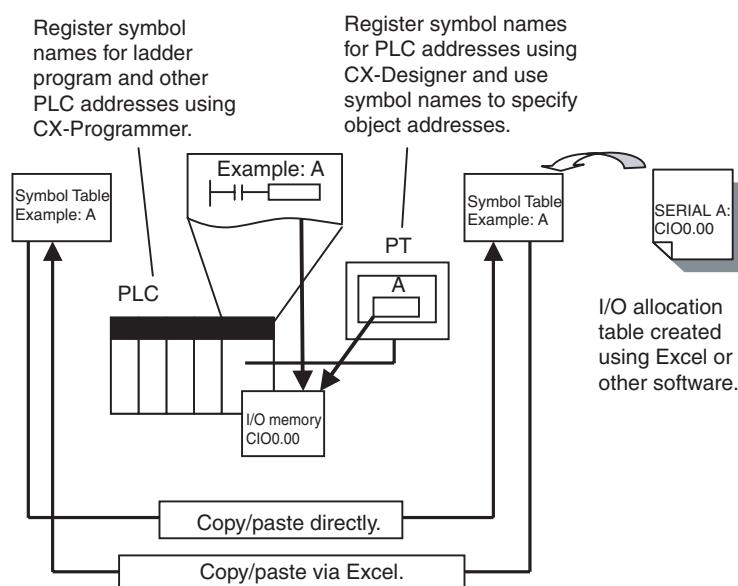 Register symbol
names for ladder
program and other
PLC addresses using
CX-Programmer.
Register symbol names
for PLC addresses using
CX-Designer and use
symbol names to specify
object addresses.
Example: A
Symbol Table
Example: A
Symbol Table
Example: A
SERIAL A:
CIO0.00
PT
A
PLC
I/O allocation
table created
using Excel or
other software.
I/O memory
CIO0.00
Copy/paste directly.
Copy/paste via Excel.